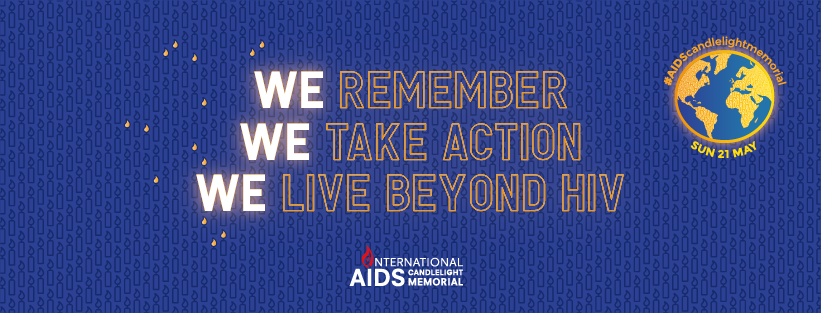 WE REMEMBER
WE TAKE ACTION
WE LIVE BEYOND HIV
#AIDScandlelightmemorial
SUN 21 MAY
INTERNATIONAL
AIDS CANDLELIGHT
MEMORIAL